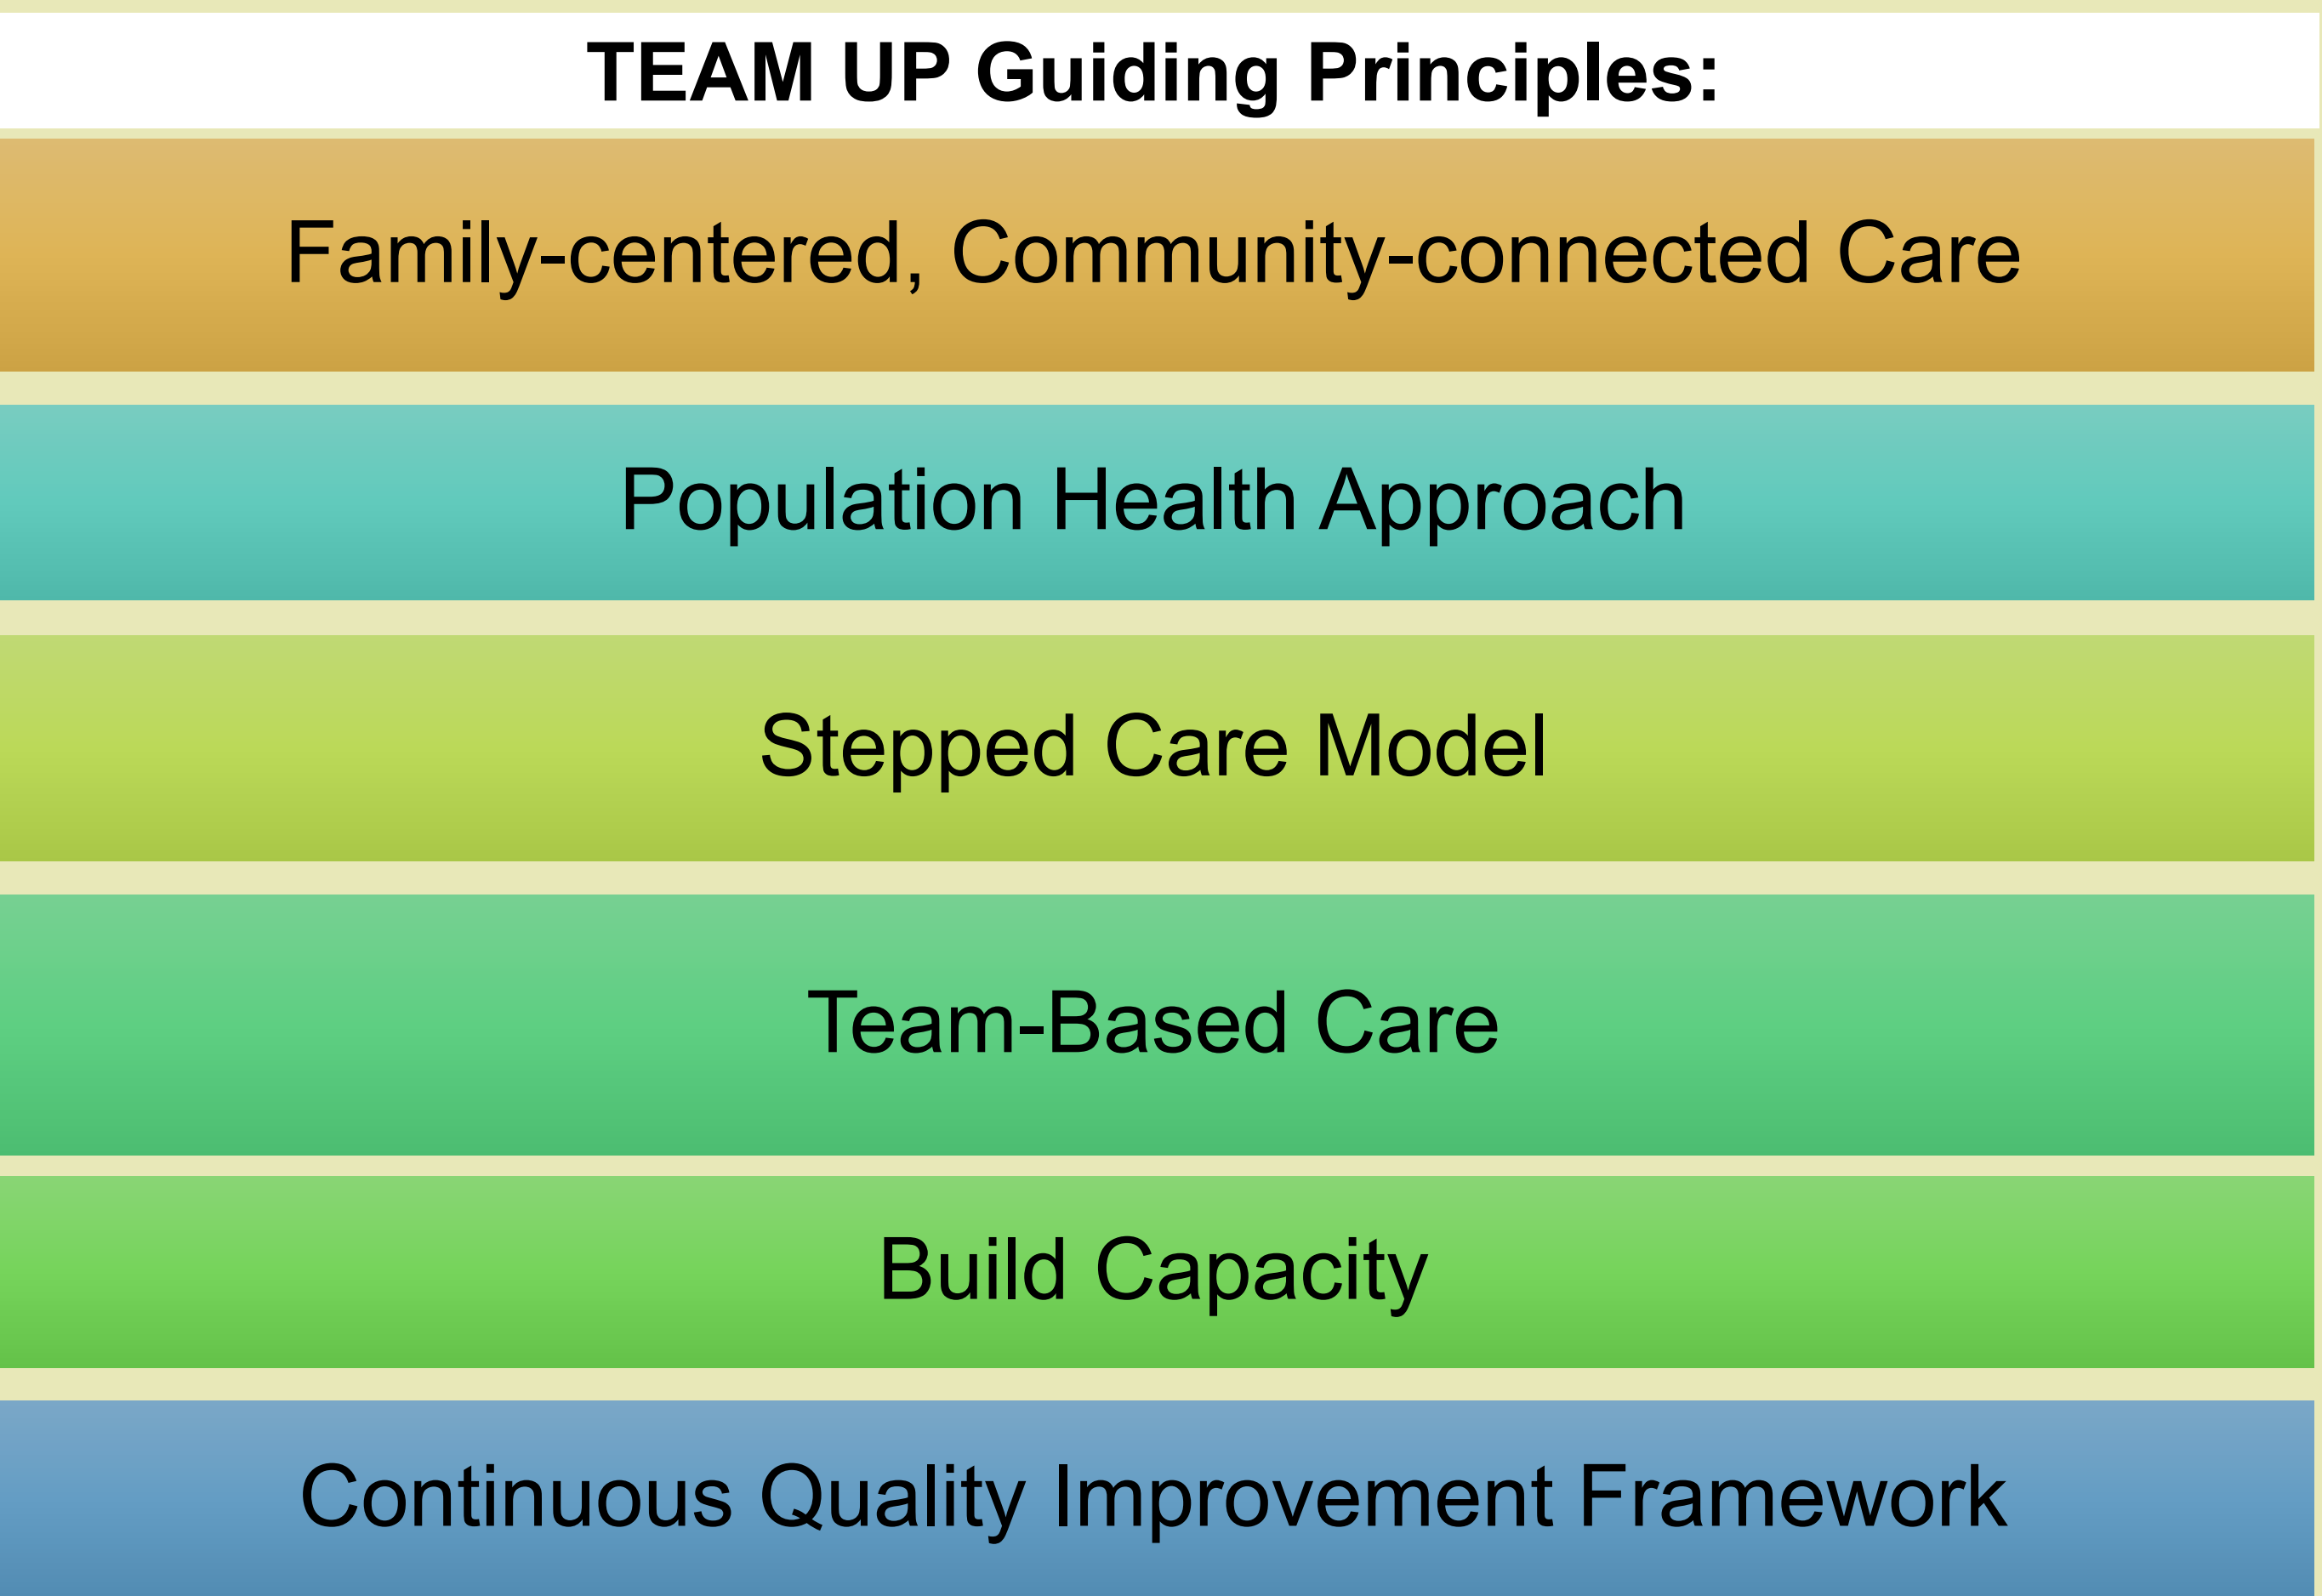 TEAM UP Guiding Principles:
Family-centered, Community-connected Care
Population Health Approach
Stepped Care Model
Team-Based Care
Build Capacity
Continuous Quality Improvement Framework